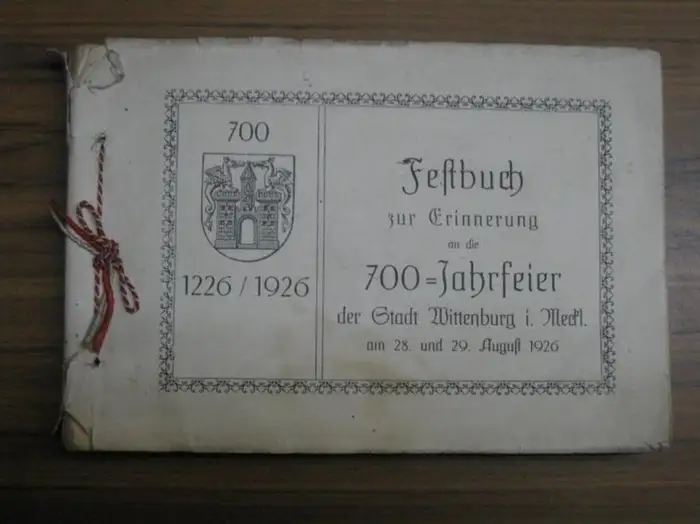 700
1226 / 1926
Festbuch
zur Erinnerung
an die
700=Jahrfeier
der Stadt Wittenburg i. Meckl.
am 28. und 29. August 1926